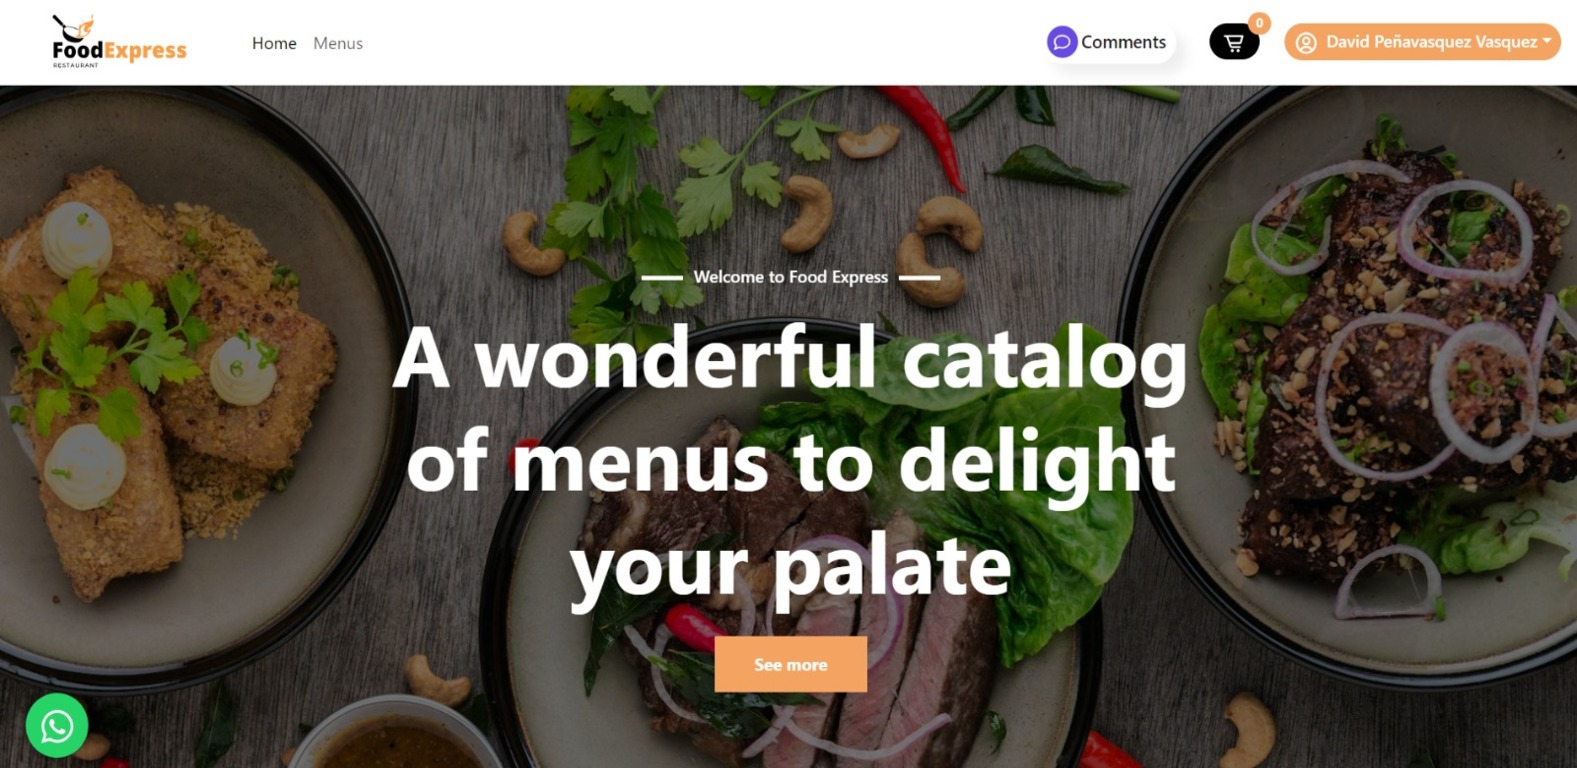 FoodExpress
RESTAURANT
Home
Menus
Comments
0
David Peñavasquez Vasquez
Welcome to Food Express
A wonderful catalog
of menus to delight
your palate
See more